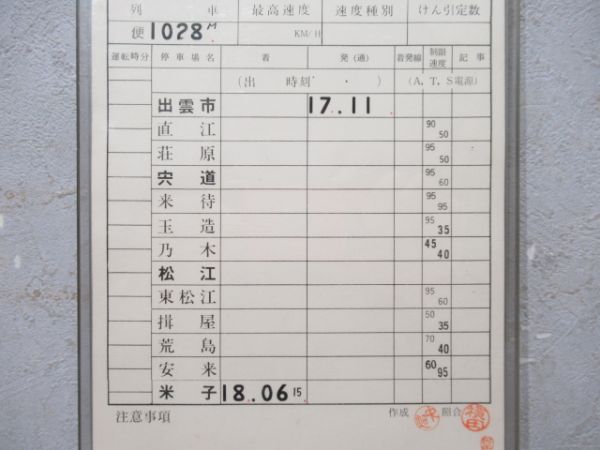 列 車 最高速度 速度種別 けん引定数
便1028M KM/H
運転時分 停車場名 着 発(通) 着発線 制限速度 記事
(出 時刻 ・ ・ ) (A, T, S電源)
出雲市 17.11
直江 90 50
荘原 95 50
宍道 95 60
来待 95 95
玉造 95 35
乃木 45 40
松江
東松江 95 60
揖屋 50 35
荒島 70 40
安来 60 95
米子 18.06 15
注意事項 作成 照合